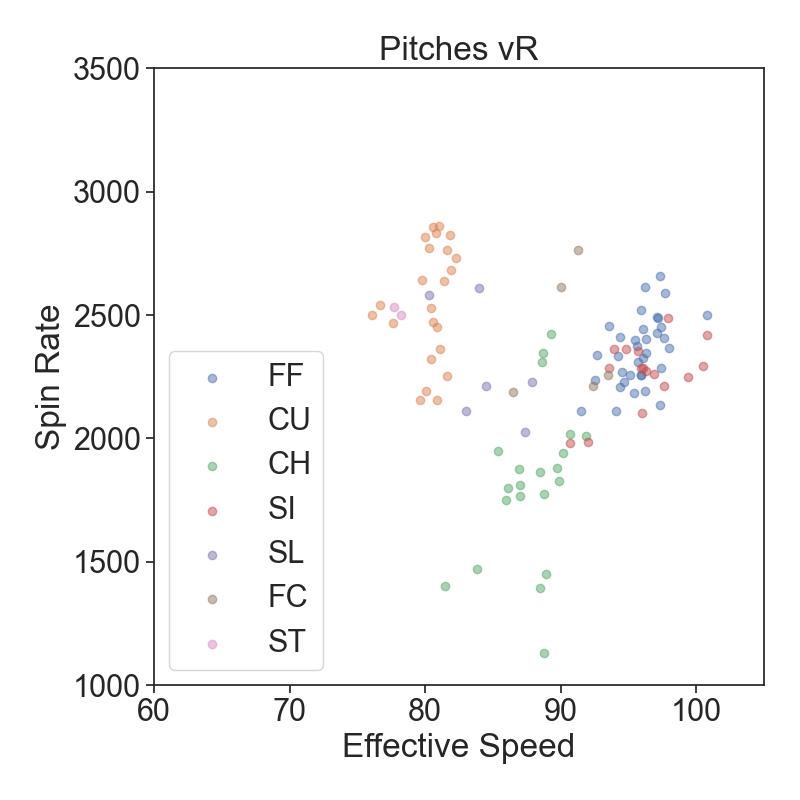 Pitches vR
3500
3000
2500
2000
1500
1000
Spin Rate
FF
CU
CH
SI
SL
FC
ST
60 70 80 90 100
Effective Speed